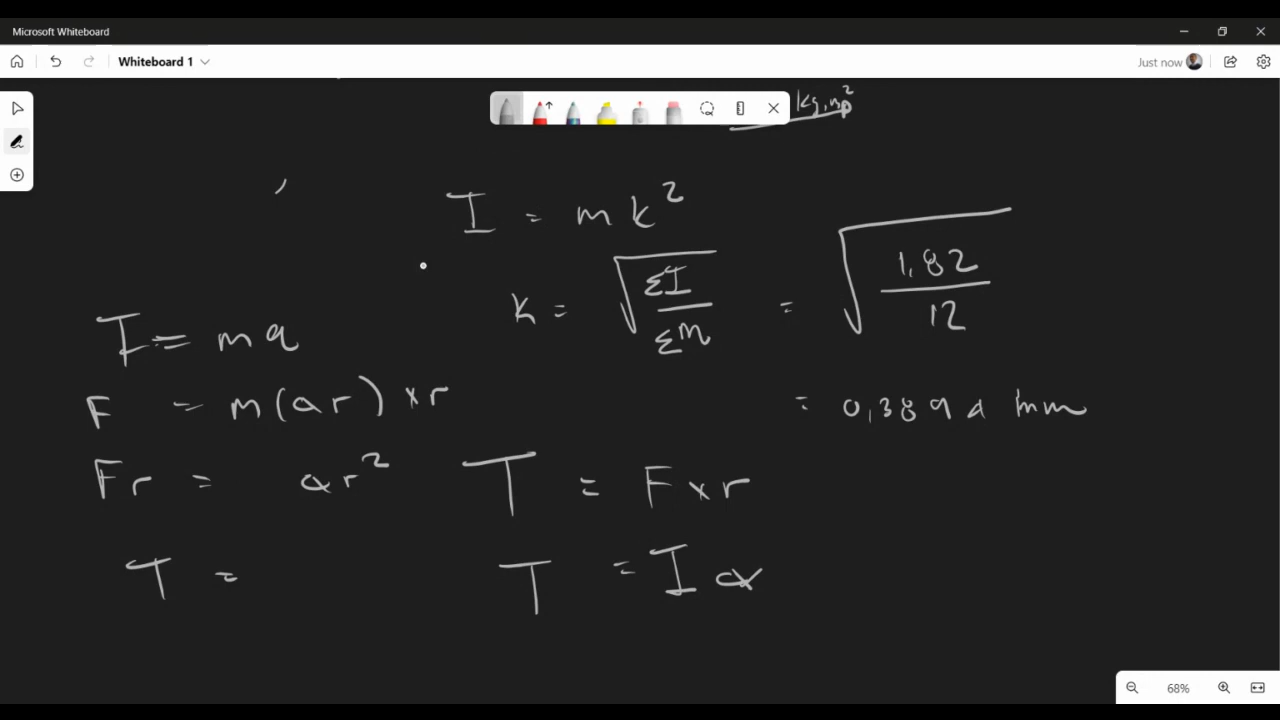 Microsoft Whiteboard
Whiteboard 1
Just now
kg.m²
I = mk²
k = √(ΣI/Σm) = √(1,82/12)
I = ma
F = m(αr) × r
= 0,389 mm
Fr = αr²
T = F × r
T =
T = Iα
68%